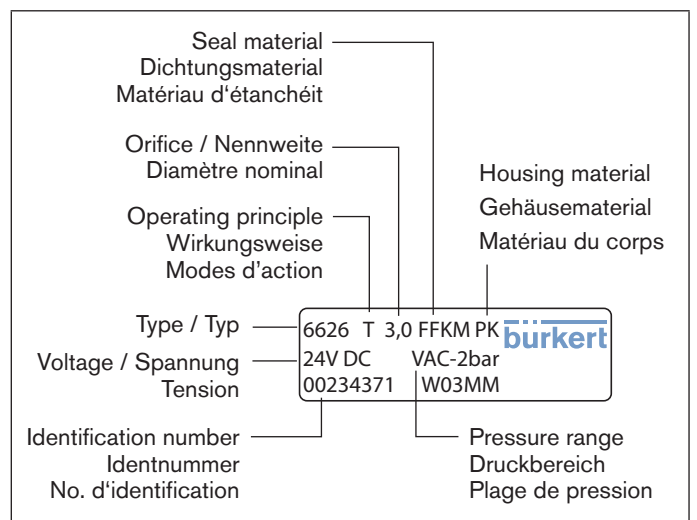 Seal material
Dichtungsmaterial
Matériau d‘étanchéit
Orifice / Nennweite
Diamètre nominal
Operating principle
Wirkungsweise
Modes d’action
Housing material
Gehäusematerial
Matériau du corps
Type / Typ
6626 T 3,0 FFKM PK
bürkert
Voltage / Spannung
Tension
24V DC VAC-2bar
00234371 W03MM
Identification number
Identnummer
No. d‘identification
Pressure range
Druckbereich
Plage de pression